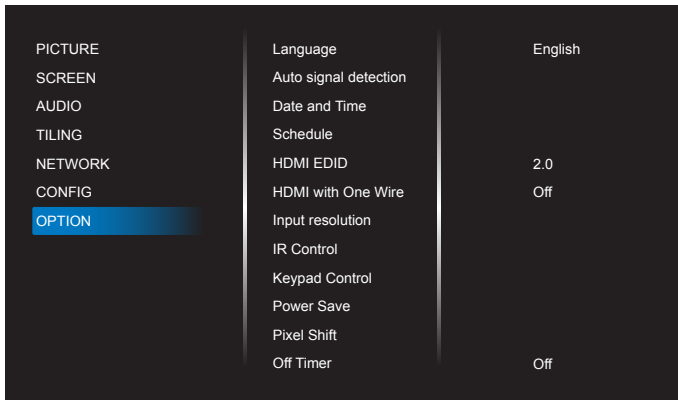 PICTURE Language English
SCREEN Auto signal detection
AUDIO Date and Time
TILING Schedule
NETWORK HDMI EDID 2.0
CONFIG HDMI with One Wire Off
OPTION Input resolution
IR Control
Keypad Control
Power Save
Pixel Shift
Off Timer Off